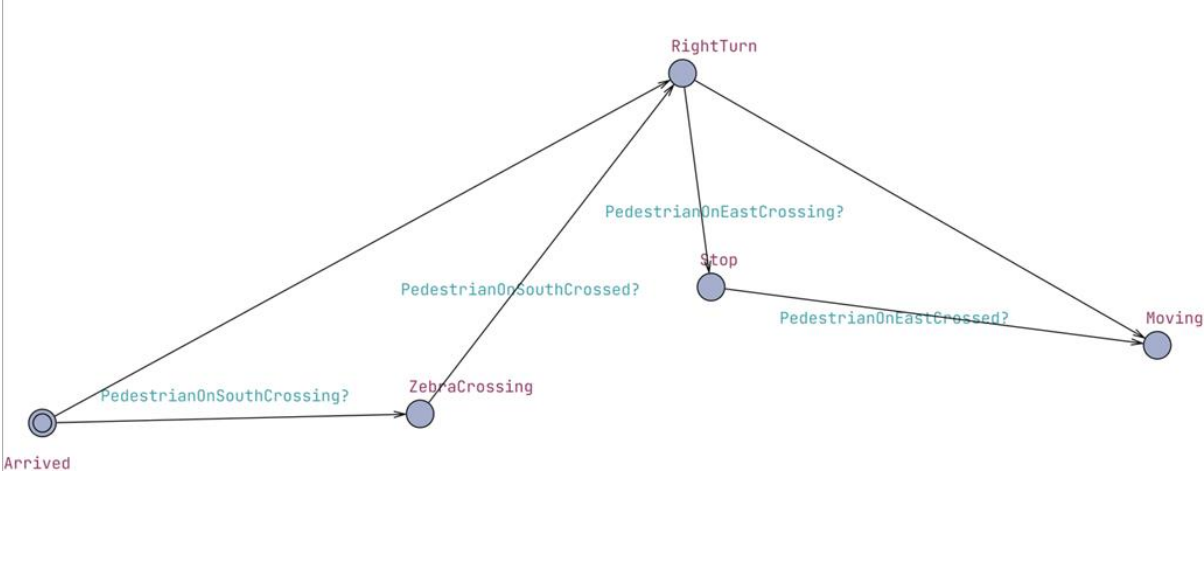 RightTurn
PedestrianOnEastCrossing?
Stop
PedestrianOnSouthCrossed?
PedestrianOnEastCrossed?
Moving
ZebraCrossing
PedestrianOnSouthCrossing?
Arrived